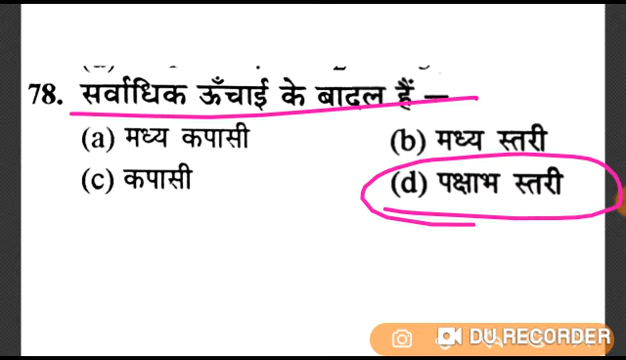 78. सर्वाधिक ऊँचाई के बादल हैं —
(a) मध्य कपासी (b) मध्य स्तरी
(c) कपासी (d) पक्षाभ स्तरी
DU RECORDER